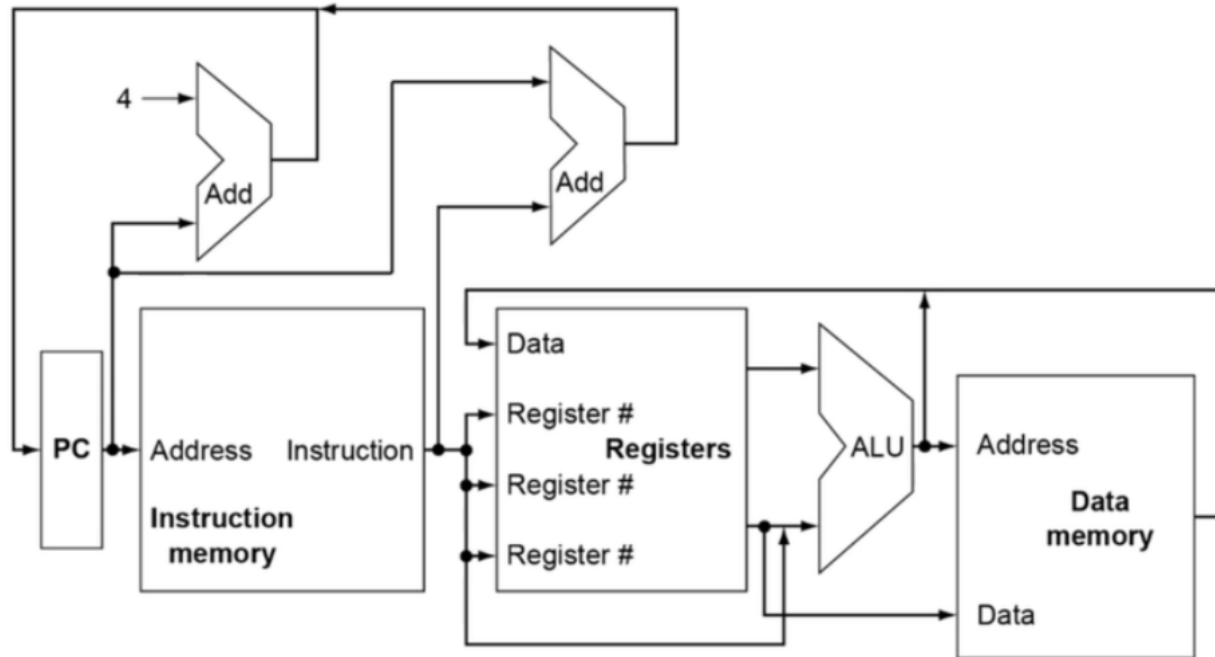 4
Add
Add
Data
Register #
PC
Address
Instruction
Registers
ALU
Address
Register #
Instruction
memory
Data
memory
Register #
Data